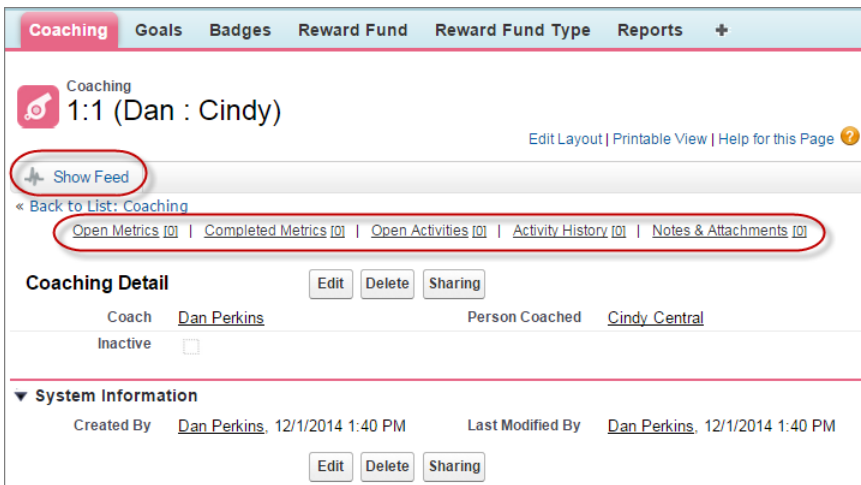 Coaching Goals Badges Reward Fund Reward Fund Type Reports +
Coaching
1:1 (Dan : Cindy)
Edit Layout | Printable View | Help for this Page ?
Show Feed
« Back to List: Coaching
Open Metrics [0] | Completed Metrics [0] | Open Activities [0] | Activity History [0] | Notes & Attachments [0]
Coaching Detail Edit Delete Sharing
Coach Dan Perkins Person Coached Cindy Central
Inactive
System Information
Created By Dan Perkins, 12/1/2014 1:40 PM Last Modified By Dan Perkins, 12/1/2014 1:40 PM
Edit Delete Sharing